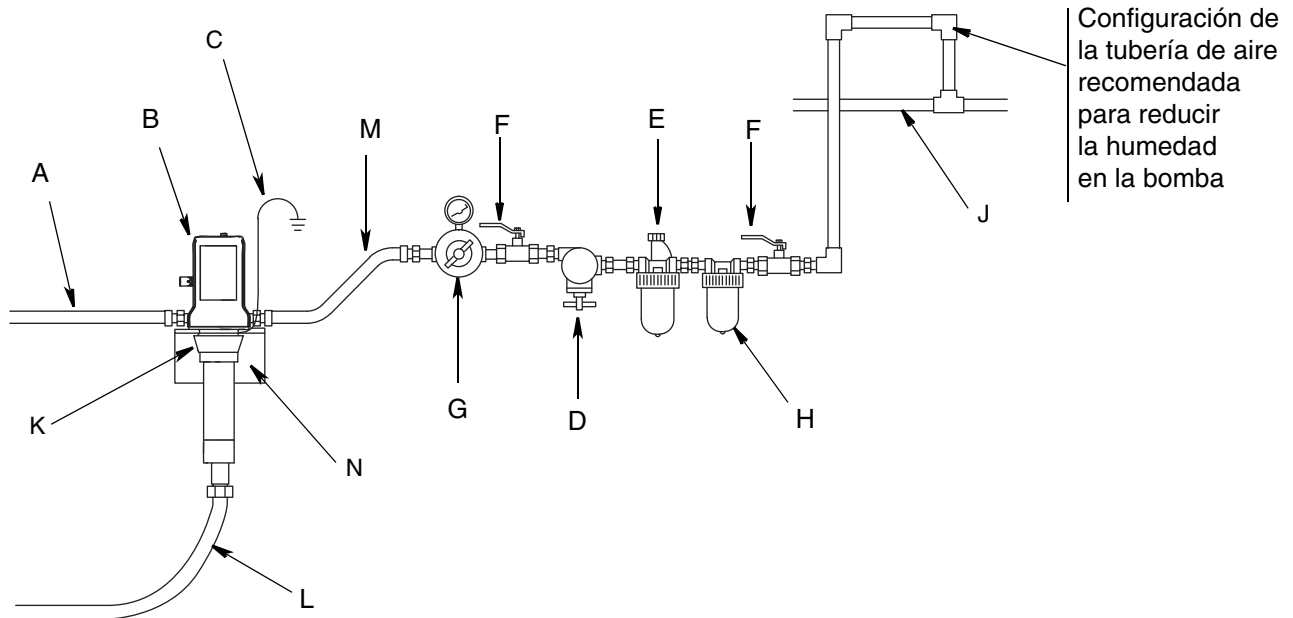 Configuración de
la tubería de aire
recomendada
para reducir
la humedad
en la bomba
C
B
M
F
E
F
A
J
G
D
H
K
N
L